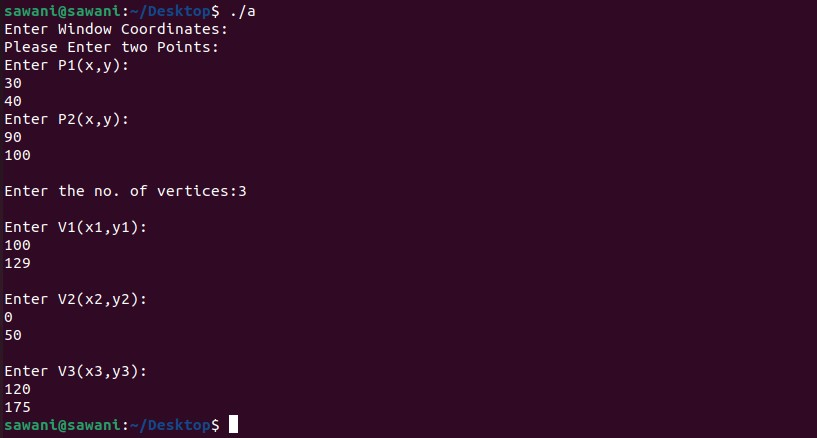 sawani@sawani:~/Desktop$ ./a
Enter Window Coordinates:
Please Enter two Points:
Enter P1(x,y):
30
40
Enter P2(x,y):
90
100
Enter the no. of vertices:3
Enter V1(x1,y1):
100
129
Enter V2(x2,y2):
0
50
Enter V3(x3,y3):
120
175
sawani@sawani:~/Desktop$